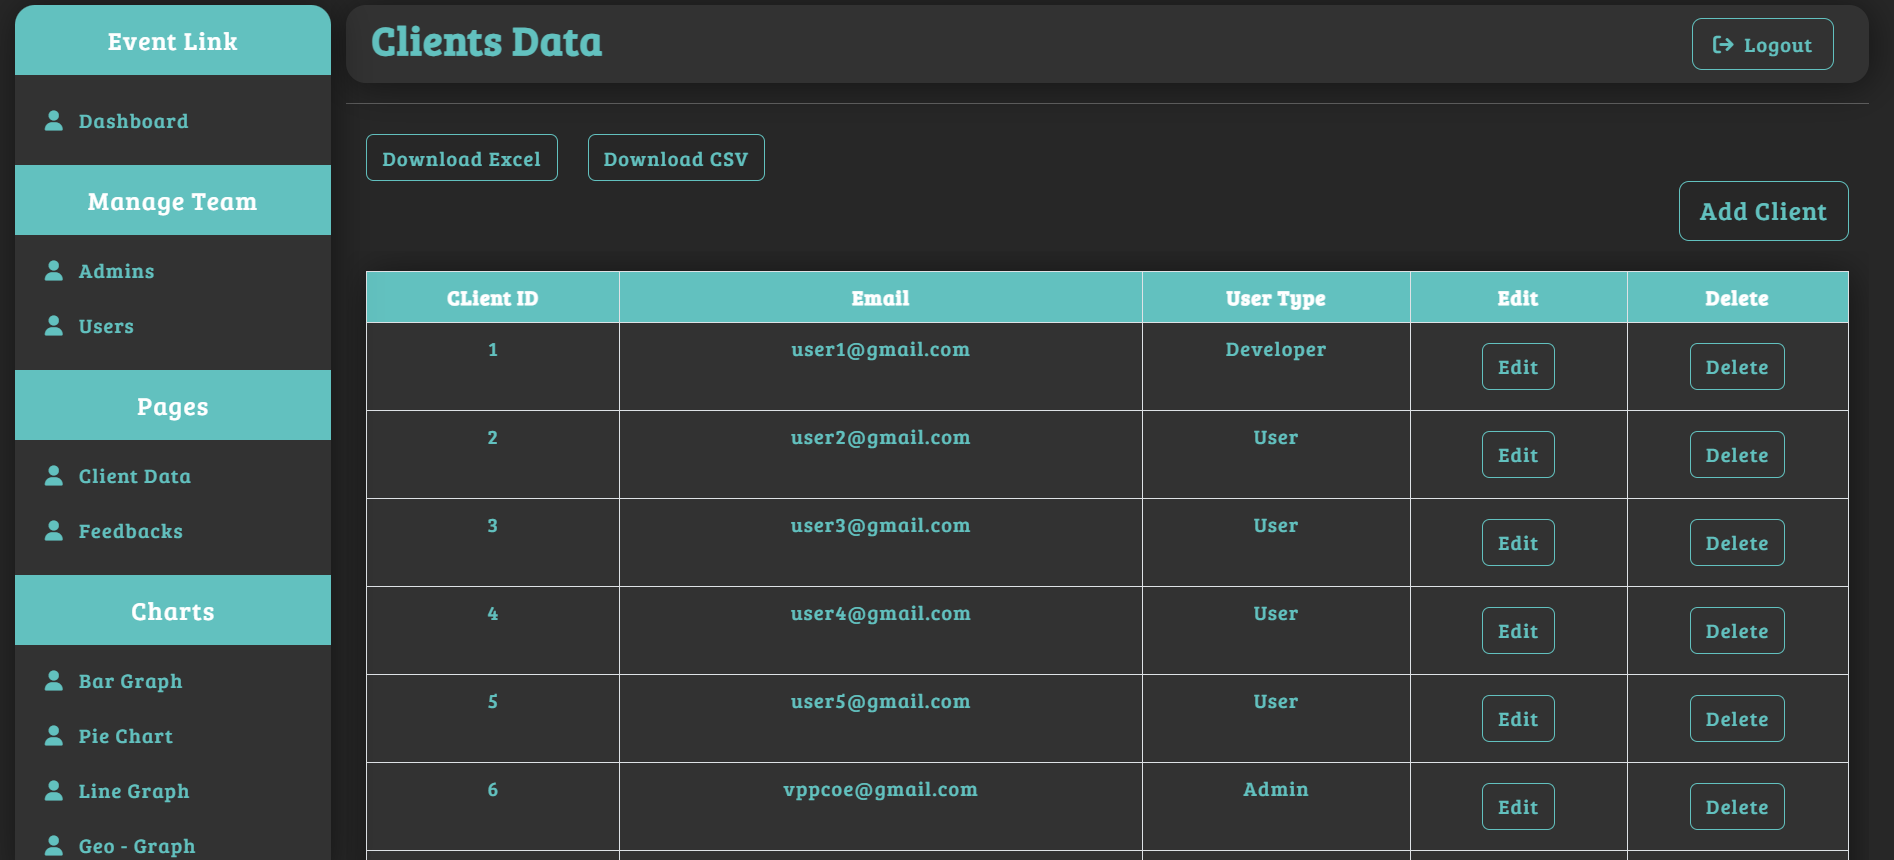 Event Link
Dashboard
Manage Team
Admins
Users
Pages
Client Data
Feedbacks
Charts
Bar Graph
Pie Chart
Line Graph
Geo - Graph
Clients Data
Logout
Download Excel Download CSV
Add Client
CLient ID Email User Type Edit Delete
1 user1@gmail.com Developer Edit Delete
2 user2@gmail.com User Edit Delete
3 user3@gmail.com User Edit Delete
4 user4@gmail.com User Edit Delete
5 user5@gmail.com User Edit Delete
6 vppcoe@gmail.com Admin Edit Delete